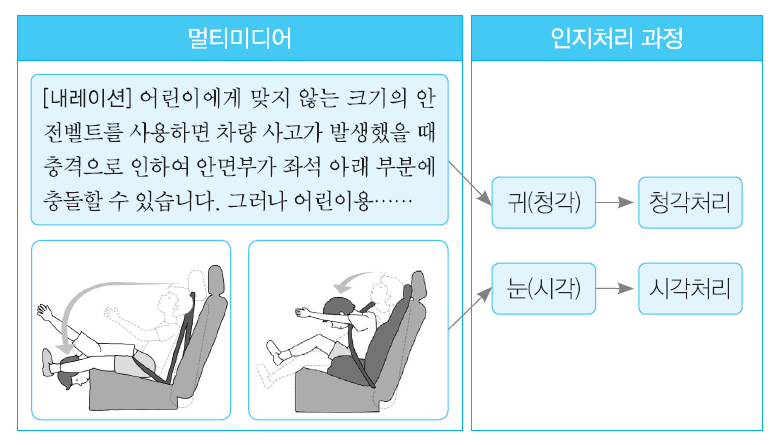 멀티미디어
인지처리 과정
[내레이션] 어린이에게 맞지 않는 크기의 안
전벨트를 사용하면 차량 사고가 발생했을 때
충격으로 인하여 안면부가 좌석 아래 부분에
충돌할 수 있습니다. 그러나 어린이용……
귀(청각)
청각처리
눈(시각)
시각처리